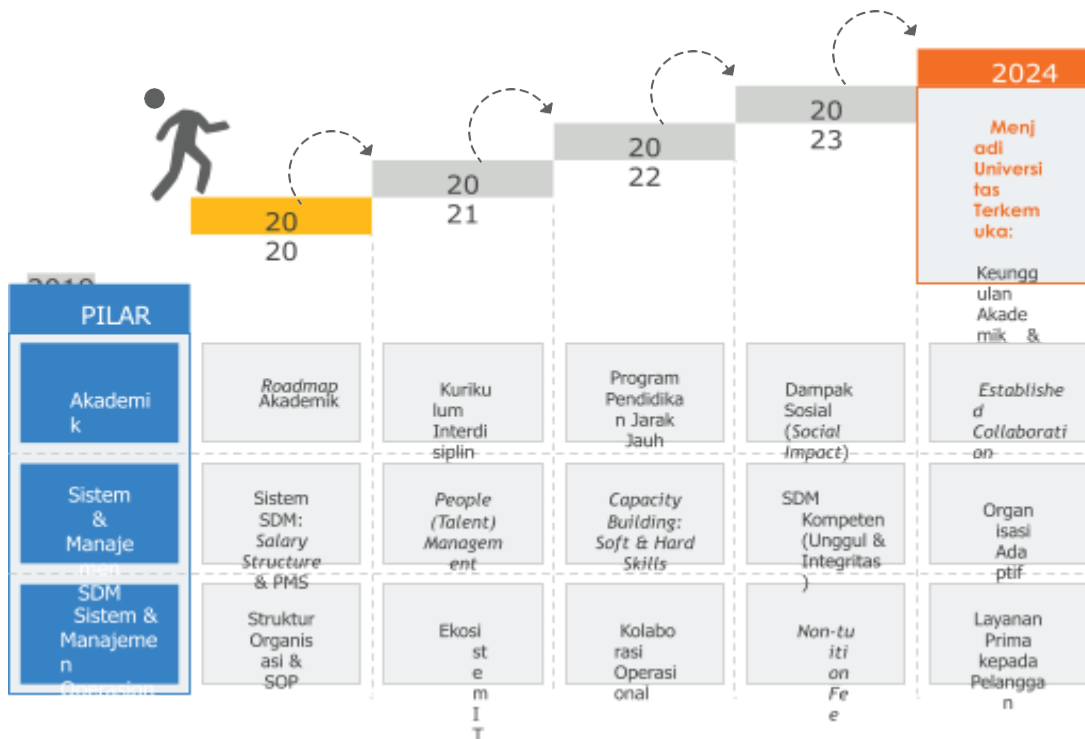 2024
20
23
20
22
20
21
20
20
2019
Menj
adi
Universi
tas
Terkem
uka:
Keungg
ulan
Akade
mik &
PILAR
Akademi
k
Roadmap
Akademik
Kuriku
lum
Interdi
siplin
Program
Pendidika
n Jarak
Jauh
Dampak
Sosial
(Social
Impact)
Establishe
d
Collaborati
on
Sistem
&
Manaje
men
SDM
Sistem
SDM:
Salary
Structure
& PMS
People
(Talent)
Managem
ent
Capacity
Building:
Soft & Hard
Skills
SDM
Kompeten
(Unggul &
Integritas
)
Organ
isasi
Ada
ptif
Sistem &
Manajeme
n
Operasion
Struktur
Organis
asi &
SOP
Ekosi
st
e
m
I
T
Kolabo
rasi
Operasi
onal
Non-tu
iti
on
Fe
e
Layanan
Prima
kepada
Pelangga
n